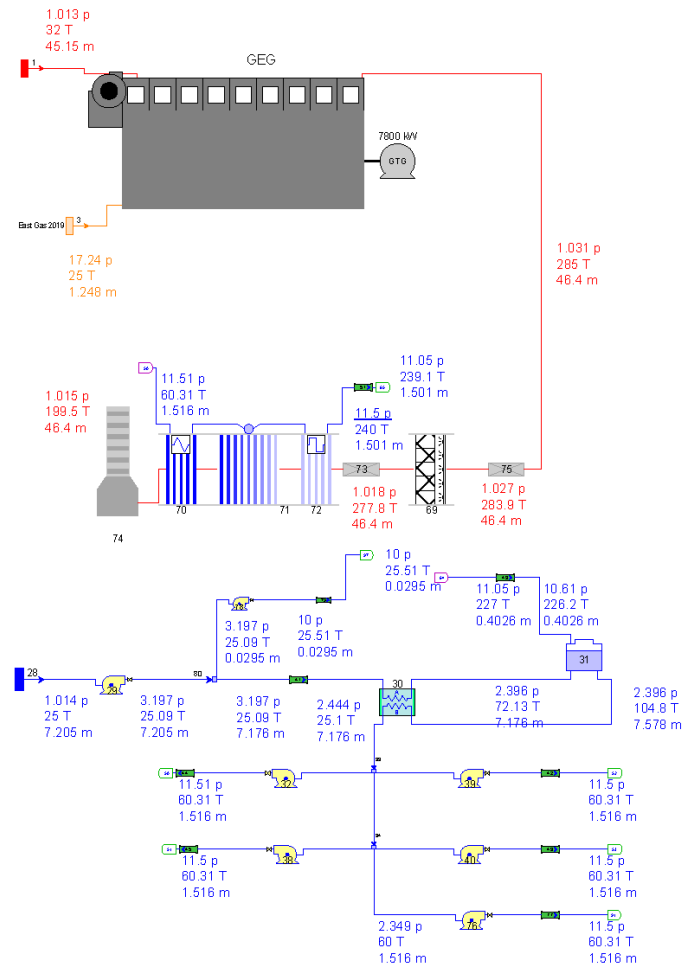 1.013 p
32 T
45.15 m
GEG
1
7800 kW
GTG
East Gas 2019
3
17.24 p
25 T
1.248 m
1.031 p
285 T
46.4 m
11.05 p
239.1 T
1.501 m
11.51 p
60.31 T
1.516 m
1.015 p
199.5 T
46.4 m
11.5 p
240 T
1.501 m
73
75
70
71
72
69
74
1.018 p
277.8 T
46.4 m
1.027 p
283.9 T
46.4 m
10 p
25.51 T
0.0295 m
11.05 p
227 T
0.4026 m
10.61 p
226.2 T
0.4026 m
3.197 p
25.09 T
0.0295 m
10 p
25.51 T
0.0295 m
31
28
29
80
30
A
B
1.014 p
25 T
7.205 m
3.197 p
25.09 T
7.205 m
3.197 p
25.09 T
7.176 m
2.444 p
25.1 T
7.176 m
2.396 p
72.13 T
7.176 m
2.396 p
104.8 T
7.578 m
32
39
11.51 p
60.31 T
1.516 m
11.5 p
60.31 T
1.516 m
38
40
11.5 p
60.31 T
1.516 m
11.5 p
60.31 T
1.516 m
76
2.349 p
60 T
1.516 m
11.5 p
60.31 T
1.516 m